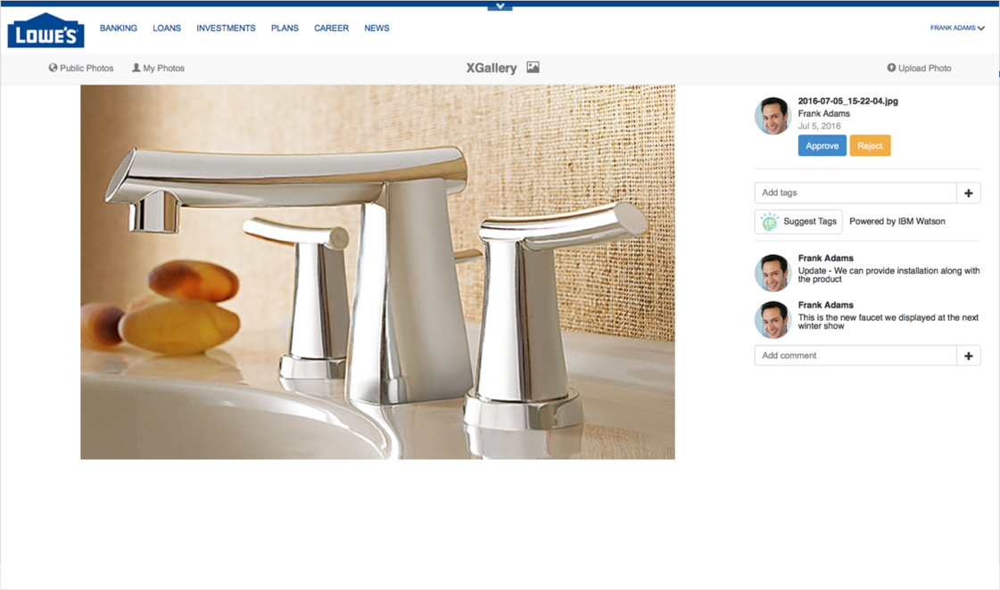 LOWE'S
BANKING LOANS INVESTMENTS PLANS CAREER NEWS
FRANK ADAMS
Public Photos My Photos XGallery Upload Photo
2016-07-05_15-22-04.jpg
Frank Adams
Jul 5, 2016
Approve Reject
Add tags
Suggest Tags Powered by IBM Watson
Frank Adams
Update - We can provide installation along with
the product
Frank Adams
This is the new faucet we displayed at the next
winter show
Add comment